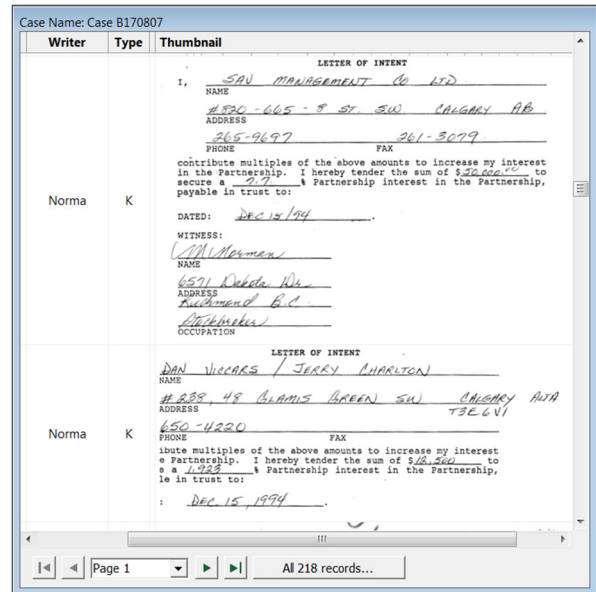 Case Name: Case B170807
Writer Type Thumbnail
LETTER OF INTENT
I, SAV MANAGEMENT CO LTD
NAME
#820-665-8 ST. S.W. CALGARY AB
ADDRESS
265-9697 261-3079
PHONE FAX
contribute multiples of the above amounts to increase my interest
in the Partnership. I hereby tender the sum of $50,000.00 to
secure a 7.7 % Partnership interest in the Partnership,
payable in trust to:
Norma K
DATED: DEC 15/94.
WITNESS:
NAME
6571 Dakota Dr.
ADDRESS
Richmond B.C.
Stockbroker
OCCUPATION
LETTER OF INTENT
DAN VICCARS / JERRY CHARLTON
NAME
#238, 48 GLAMIS GREEN SW CALGARY ALTA
ADDRESS T3E 6V1
650-4220
PHONE FAX
Norma K
ibute multiples of the above amounts to increase my interest
e Partnership. I hereby tender the sum of $12,500 to
e a 1.923 % Partnership interest in the Partnership,
le in trust to:
: DEC 15, 1994.
Page 1 All 218 records...